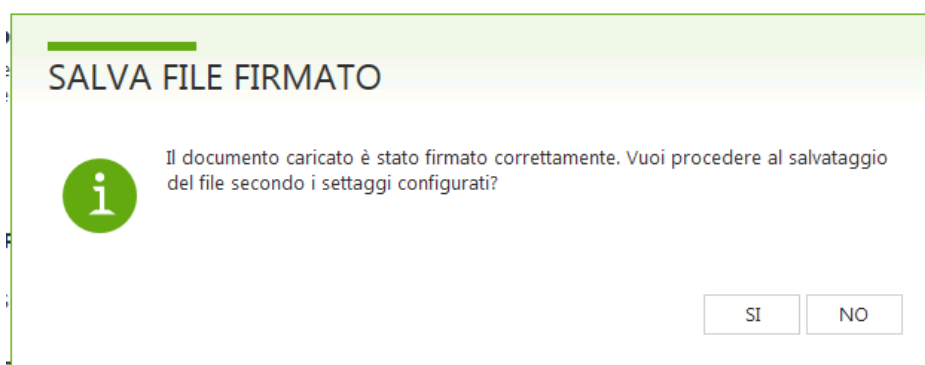 SALVA FILE FIRMATO
Il documento caricato è stato firmato correttamente. Vuoi procedere al salvataggio
del file secondo i settaggi configurati?
SI
NO